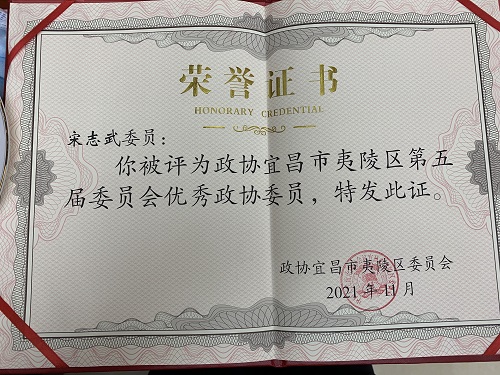 荣誉证书
HONORARY CREDENTIAL
宋志武委员：
你被评为政协宜昌市夷陵区第五
届委员会优秀政协委员，特发此证。
政协宜昌市夷陵区委员会
2021年11月